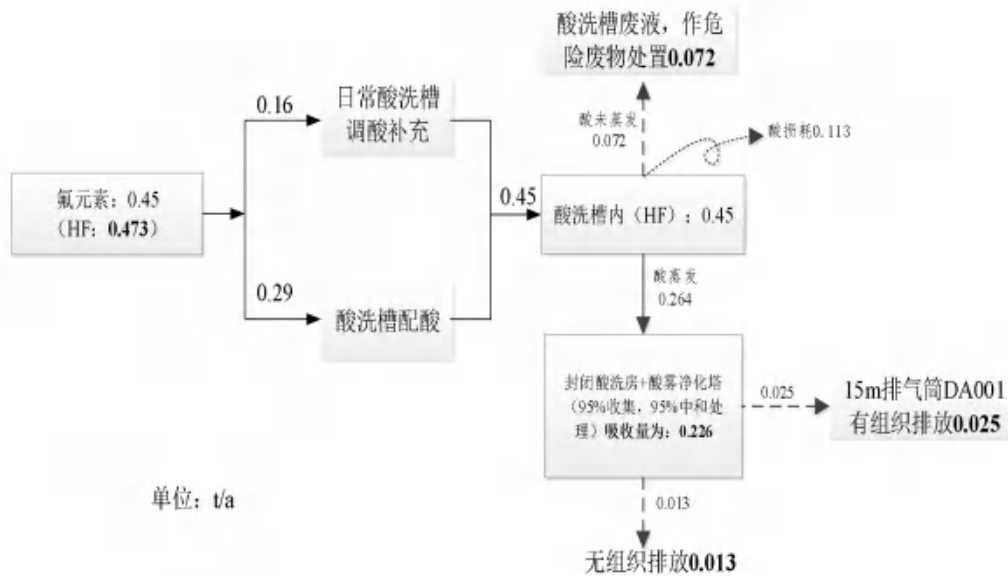 酸洗槽废液，作危
险废物处置0.072
0.16
日常酸洗槽
调酸补充
酸未蒸发
0.072
酸损耗0.113
氟元素：0.45
（HF：0.473）
0.45
酸洗槽内（HF）：0.45
0.29
酸洗槽配酸
酸蒸发
0.264
封闭酸洗房+酸雾净化塔
（95%收集，95%中和处
理）吸收量为：0.226
0.025
15m排气筒DA001
有组织排放0.025
单位：t/a
0.013
无组织排放0.013